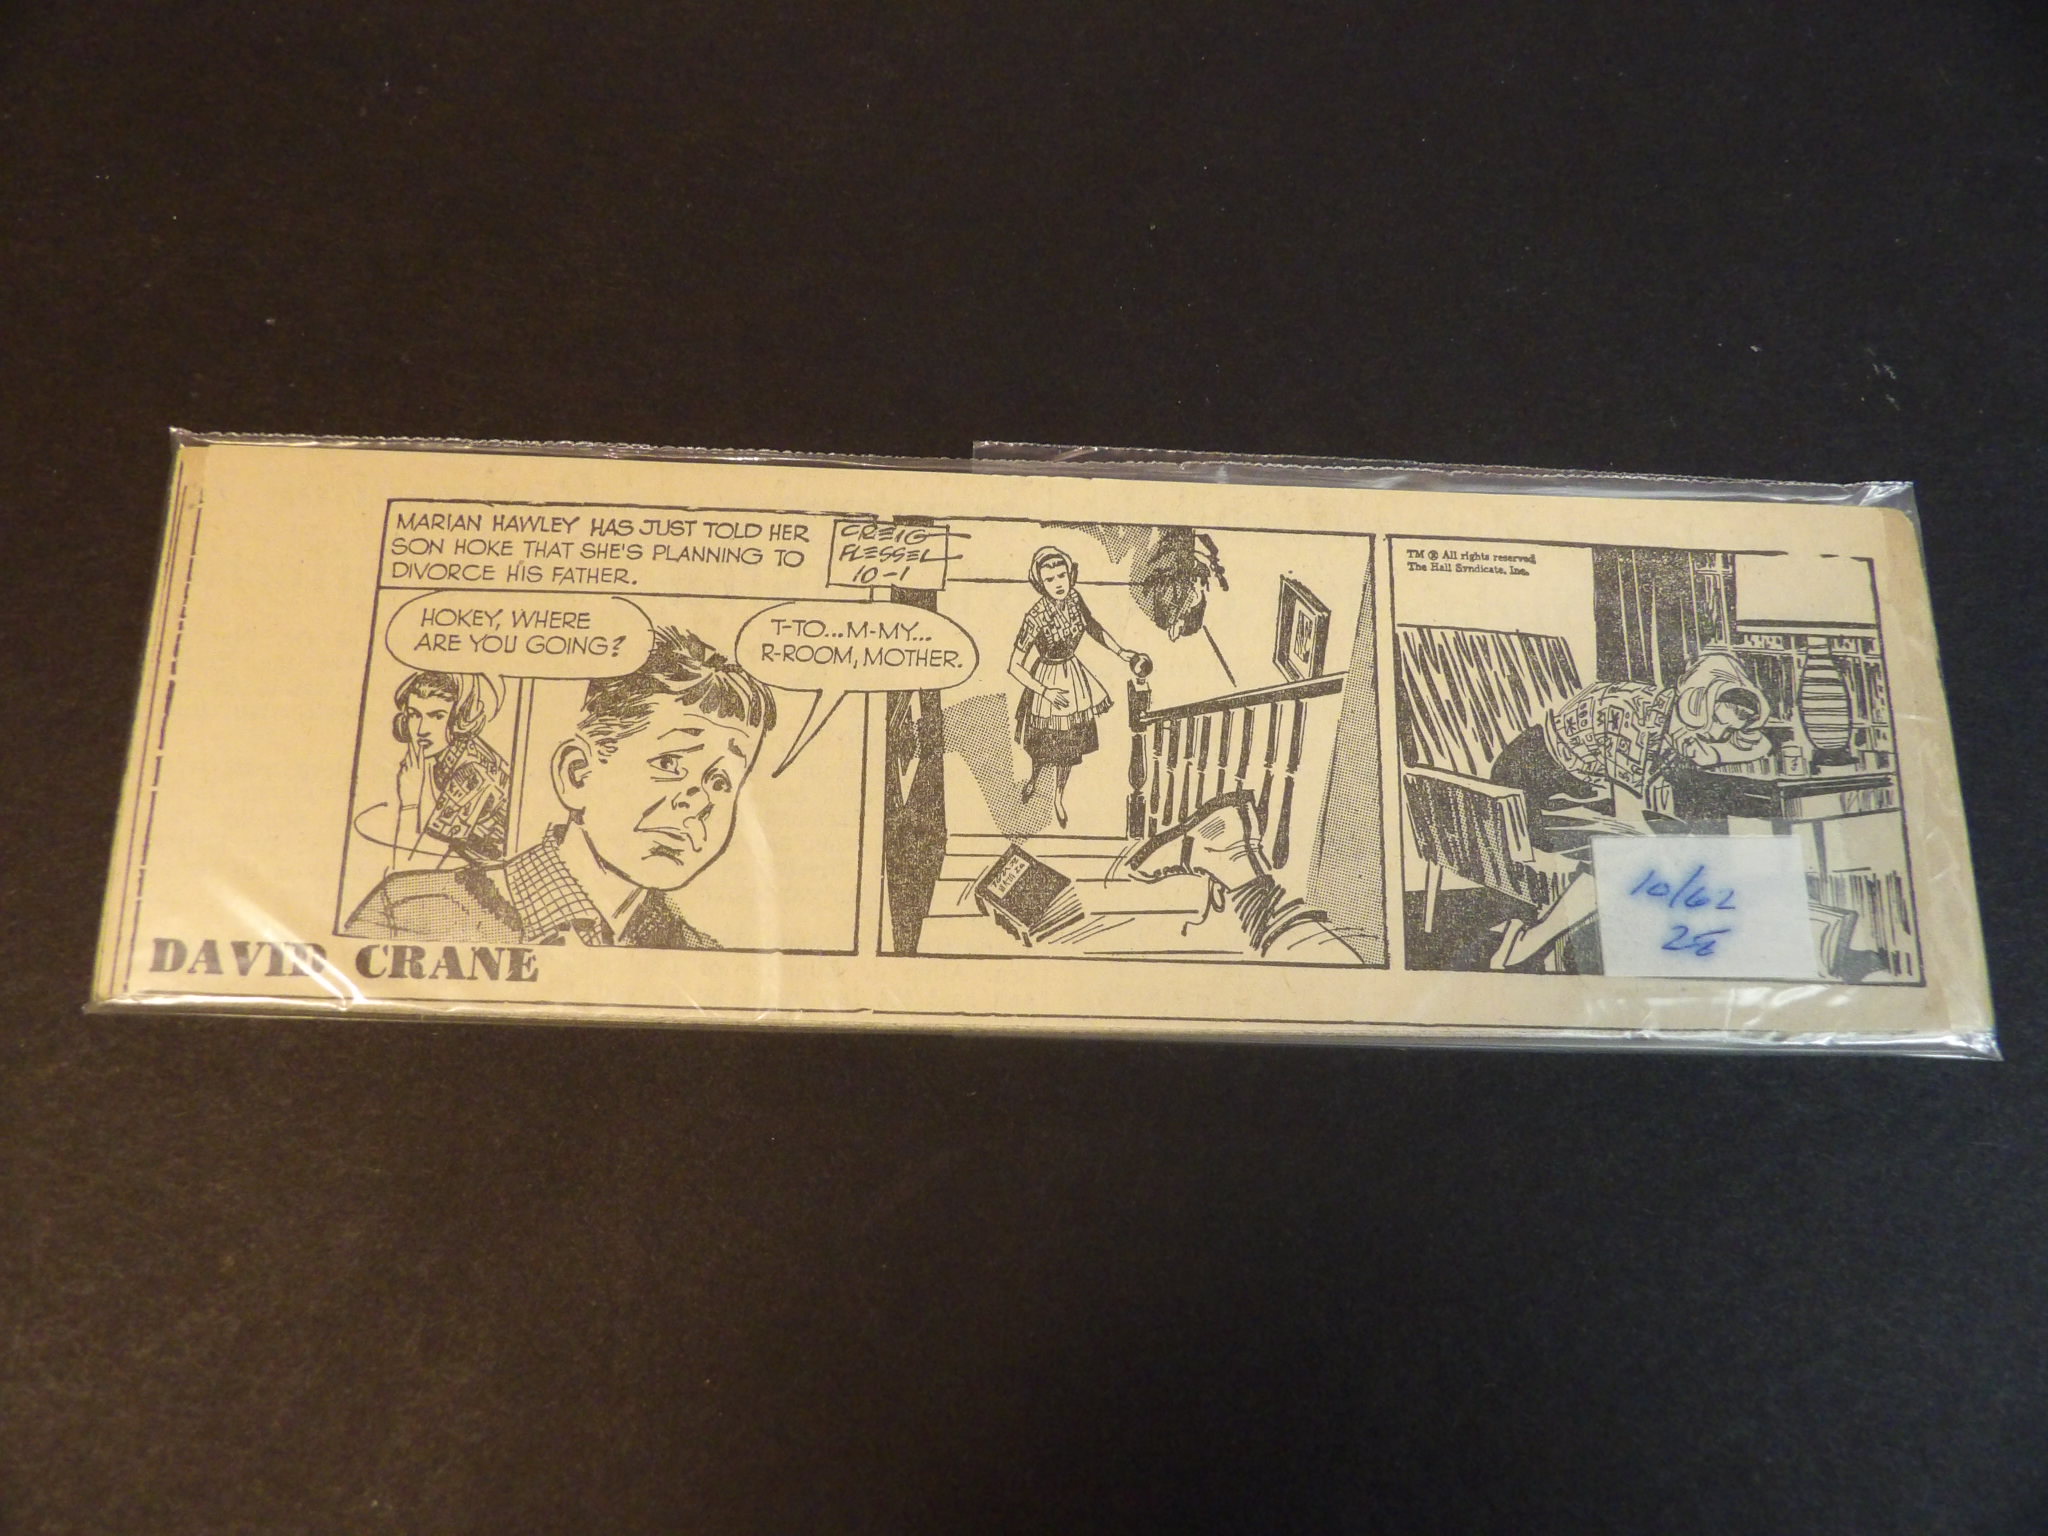 MARIAN HAWLEY HAS JUST TOLD HER
SON HOKE THAT SHE'S PLANNING TO
DIVORCE HIS FATHER.
CREIG
FLESSEL
10-1
HOKEY, WHERE
ARE YOU GOING?
T-TO...M-MY...
R-ROOM, MOTHER.
TM ® All rights reserved
The Hall Syndicate, Inc.
10/62
DAVID CRANE